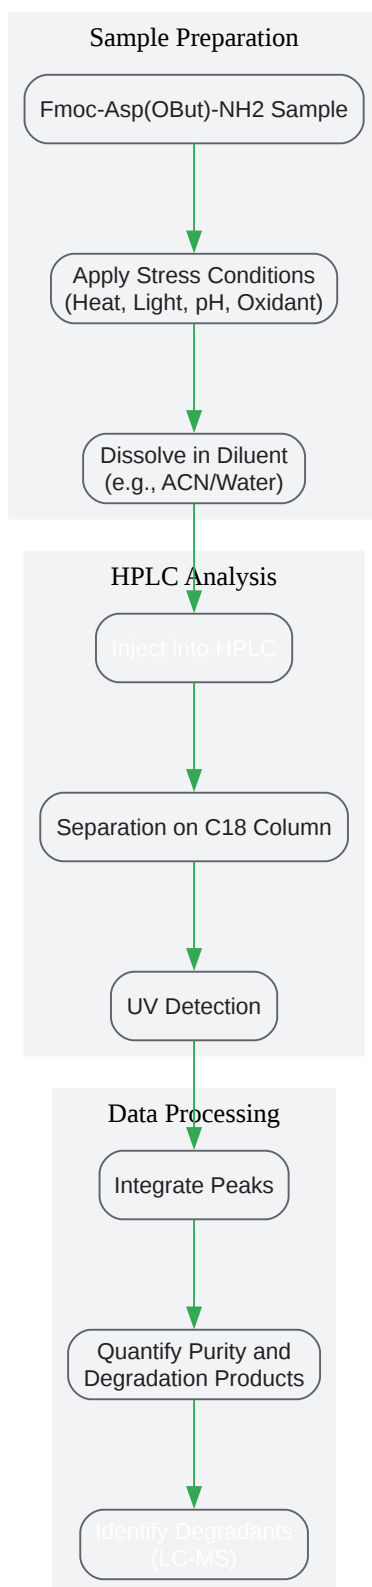 Sample Preparation
Fmoc-Asp(OBut)-NH2 Sample
Apply Stress Conditions
(Heat, Light, pH, Oxidant)
Dissolve in Diluent
(e.g., ACN/Water)
HPLC Analysis
Inject into HPLC
Separation on C18 Column
UV Detection
Data Processing
Integrate Peaks
Quantify Purity and
Degradation Products
Identify Degradants
(LC-MS)